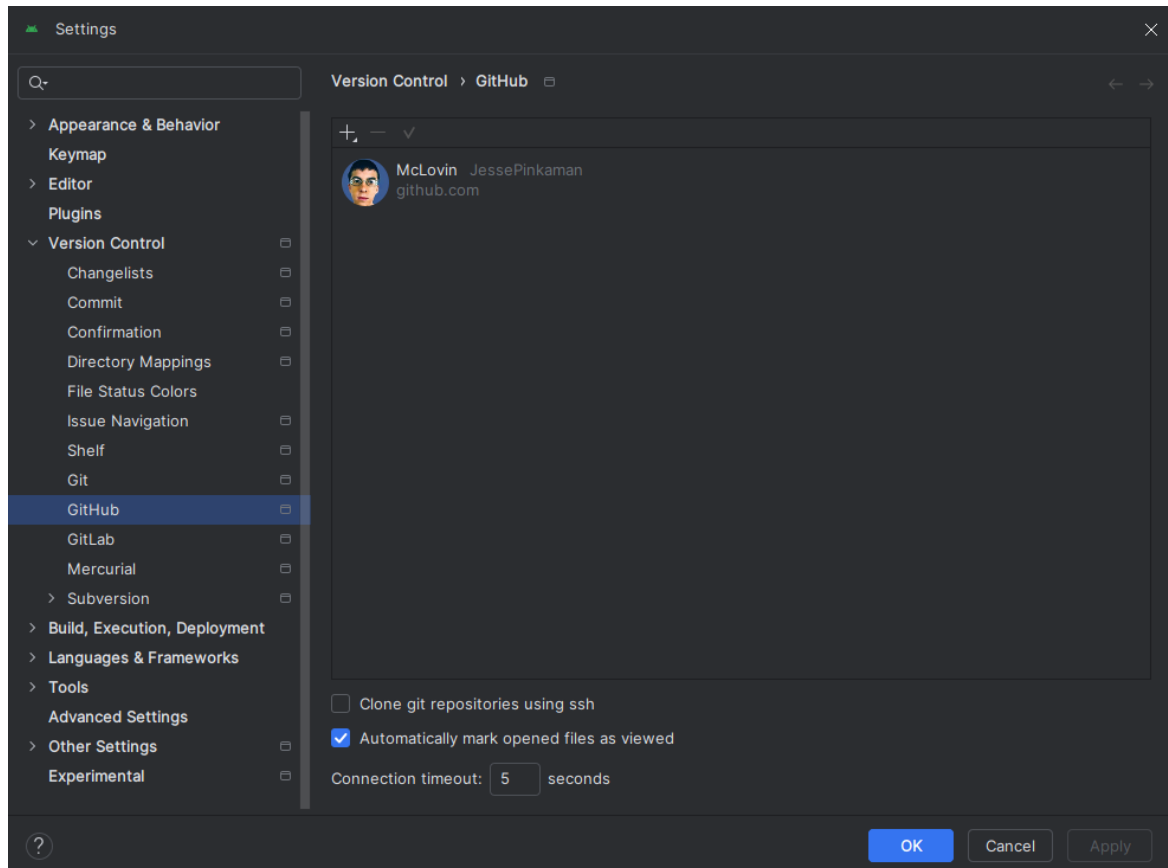 Settings
Version Control › GitHub
Appearance & Behavior
Keymap
Editor
Plugins
Version Control
Changelists
Commit
Confirmation
Directory Mappings
File Status Colors
Issue Navigation
Shelf
Git
GitHub
GitLab
Mercurial
Subversion
Build, Execution, Deployment
Languages & Frameworks
Tools
Advanced Settings
Other Settings
Experimental
McLovin JessePinkaman
github.com
Clone git repositories using ssh
Automatically mark opened files as viewed
Connection timeout: 5 seconds
?
OK Cancel Apply